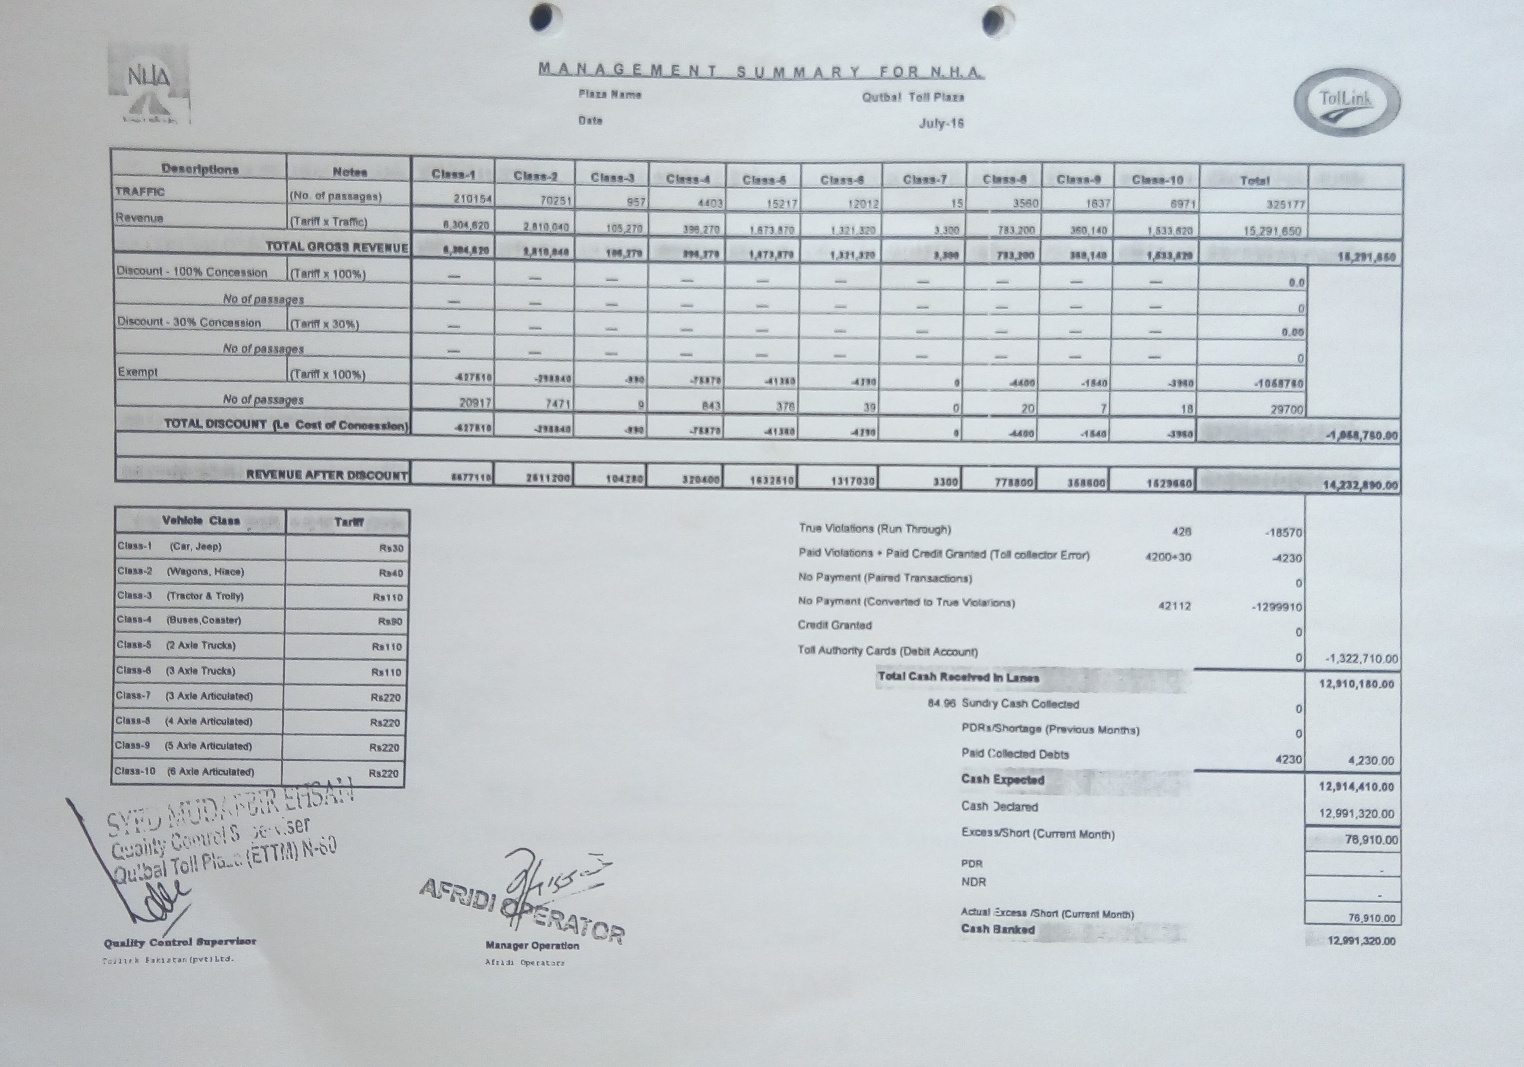 NHA
MANAGEMENT SUMMARY FOR N.H.A.
Plaza Name Qutbal Toll Plaza
Date July-16
TolLink
Descriptions Notes Class-1 Class-2 Class-3 Class-4 Class-5 Class-6 Class-7 Class-8 Class-9 Class-10 Total
TRAFFIC (No. of passages) 210154 70251 957 4403 15217 12012 15 3560 1637 6971 325177
Revenue (Tariff x Traffic) 6,304,620 2,810,040 105,270 396,270 1,673,870 1,321,320 3,300 783,200 360,140 1,533,620 15,291,650
TOTAL GROSS REVENUE 6,304,620 2,810,040 105,270 396,270 1,673,870 1,321,320 3,300 783,200 360,140 1,533,620 15,291,650
Discount - 100% Concession (Tariff x 100%) — — — — — — — — — — 0.0
No of passages — — — — — — — — — — 0
Discount - 30% Concession (Tariff x 30%) — — — — — — — — — — 0.00
No of passages — — — — — — — — — — 0
Exempt (Tariff x 100%) -627510 -298840 -990 -75870 -41360 -4290 0 -4400 -1540 -3960 -1058760
No of passages 20917 7471 9 843 376 39 0 20 7 18 29700
TOTAL DISCOUNT (i.e Cost of Concession) -627510 -298840 -990 -75870 -41360 -4290 0 -4400 -1540 -3960 -1,058,760.00
REVENUE AFTER DISCOUNT 5677110 2511200 104280 320400 1632510 1317030 3300 778800 358600 1529660 14,232,890.00
Vehicle Class Tariff
Class-1 (Car, Jeep) Rs30
Class-2 (Wagons, Hiace) Rs40
Class-3 (Tractor & Trolly) Rs110
Class-4 (Buses,Coaster) Rs90
Class-5 (2 Axle Trucks) Rs110
Class-6 (3 Axle Trucks) Rs110
Class-7 (3 Axle Articulated) Rs220
Class-8 (4 Axle Articulated) Rs220
Class-9 (5 Axle Articulated) Rs220
Class-10 (6 Axle Articulated) Rs220
True Violations (Run Through) 426 -18570
Paid Violations + Paid Credit Granted (Toll collector Error) 4200+30 -4230
No Payment (Paired Transactions) 0
No Payment (Converted to True Violations) 42112 -1299910
Credit Granted 0
Toll Authority Cards (Debit Account) 0 -1,322,710.00
Total Cash Received In Lanes 12,910,180.00
84.96 Sundry Cash Collected 0
PDRs/Shortage (Previous Months) 0
Paid Collected Debts 4230 4,230.00
Cash Expected 12,914,410.00
Cash Declared 12,991,320.00
Excess/Short (Current Month) 76,910.00
PDR -
NDR -
Actual Excess /Short (Current Month) 76,910.00
Cash Banked 12,991,320.00
SYED EHSAN
Quality Control
Qutbal Toll Plaza (ETTM) N-80
Quality Control Supervisor
Tollink Pakistan (pvt) Ltd.
AFRIDI OPERATOR
Manager Operation
Afridi Operators